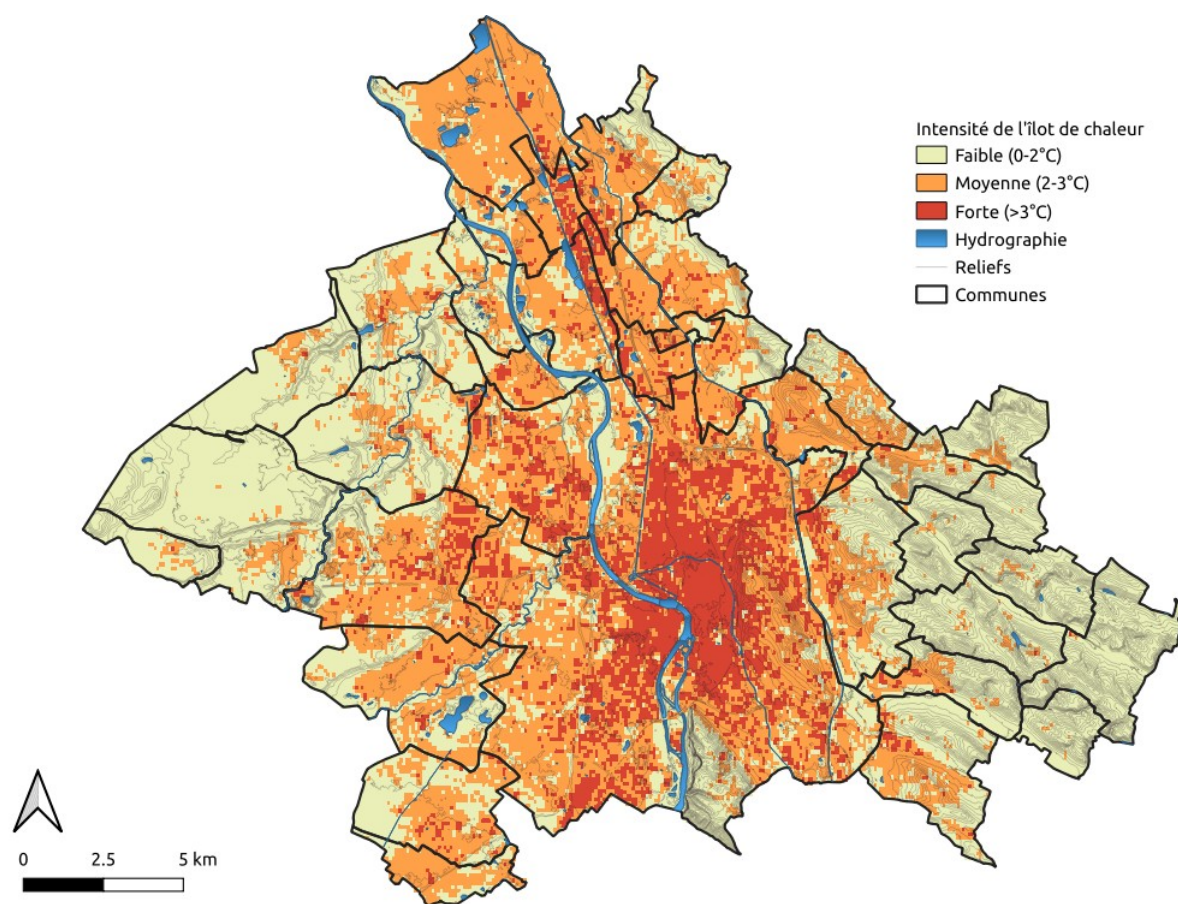 Intensité de l'îlot de chaleur
Faible (0-2°C)
Moyenne (2-3°C)
Forte (>3°C)
Hydrographie
Reliefs
Communes
0 2.5 5 km